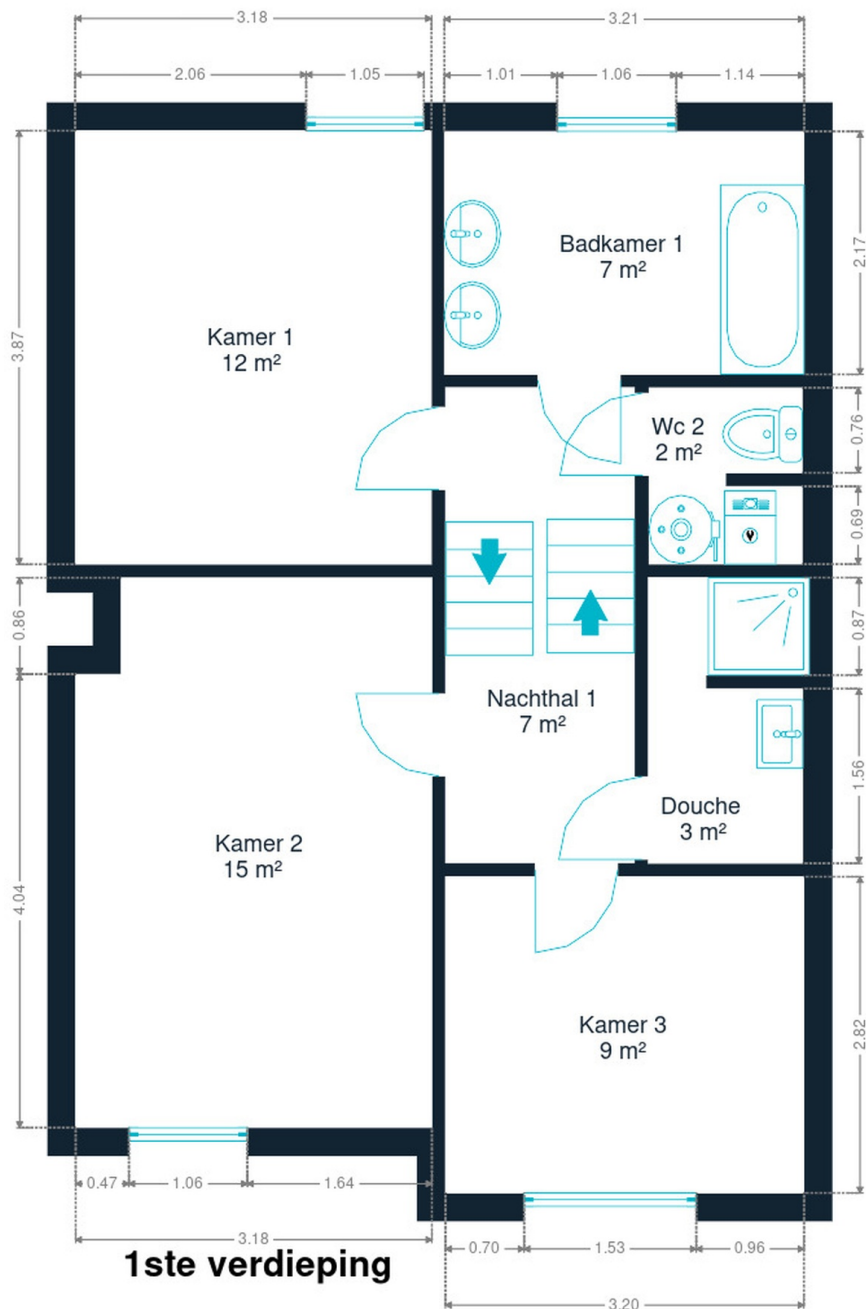 3.18
3.21
2.06
1.05
1.01
1.06
1.14
3.87
Kamer 1
12 m²
Badkamer 1
7 m²
2.17
Wc 2
2 m²
0.76
0.69
0.86
0.87
Nachthal 1
7 m²
1.56
Douche
3 m²
Kamer 2
15 m²
4.04
Kamer 3
9 m²
2.82
0.47
1.06
1.64
3.18
0.70
1.53
0.96
1ste verdieping
3.20